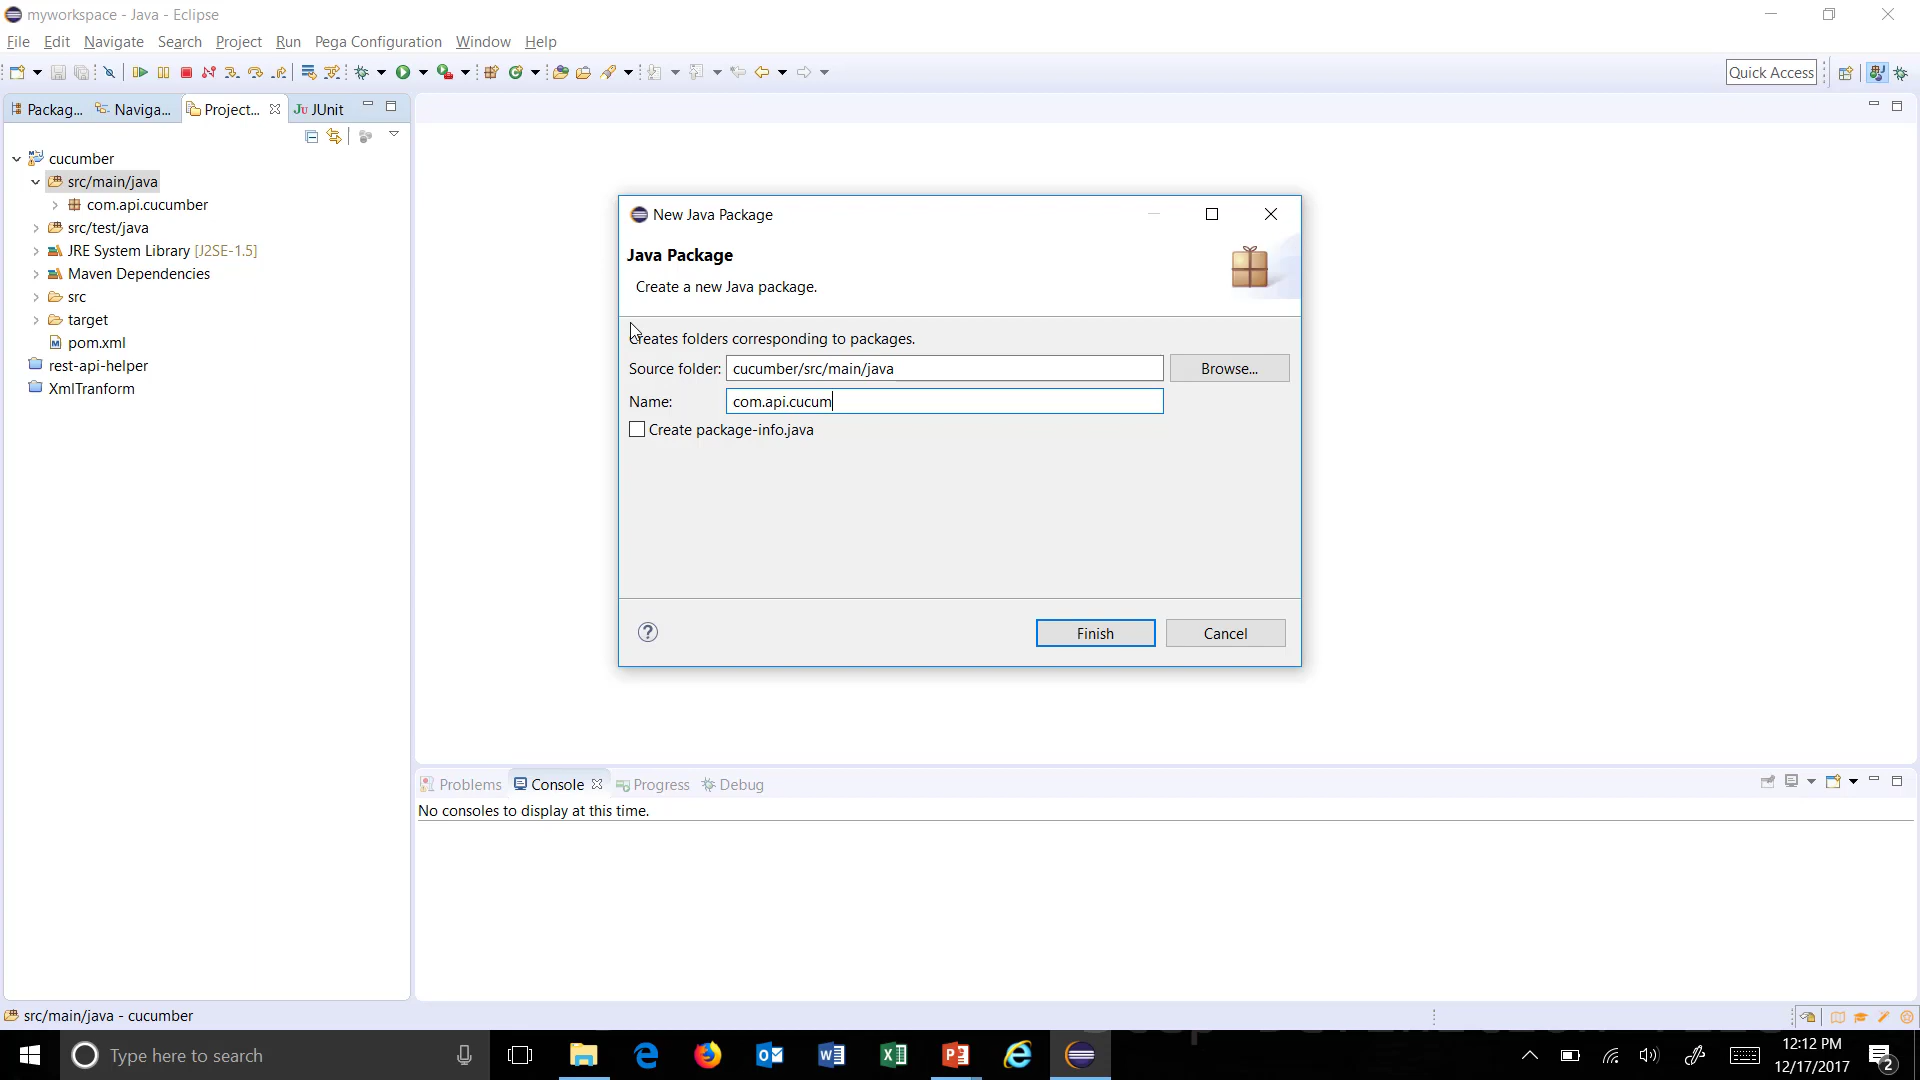 myworkspace - Java - Eclipse
File Edit Navigate Search Project Run Pega Configuration Window Help
Quick Access
Packag... Naviga... Project... JUnit
cucumber
src/main/java
com.api.cucumber
src/test/java
JRE System Library [J2SE-1.5]
Maven Dependencies
src
target
pom.xml
rest-api-helper
XmlTranform
New Java Package
Java Package
Create a new Java package.
Creates folders corresponding to packages.
Source folder: cucumber/src/main/java Browse...
Name: com.api.cucum
Create package-info.java
Finish Cancel
Problems Console Progress Debug
No consoles to display at this time.
src/main/java - cucumber
Type here to search
12:12 PM
12/17/2017
2